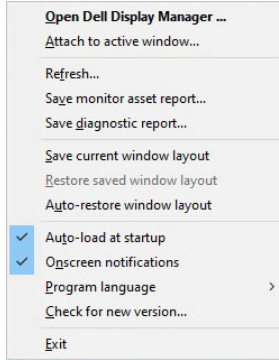 Open Dell Display Manager ...
Attach to active window...
Refresh...
Save monitor asset report...
Save diagnostic report...
Save current window layout
Restore saved window layout
Auto-restore window layout
Auto-load at startup
Onscreen notifications
Program language
Check for new version...
Exit